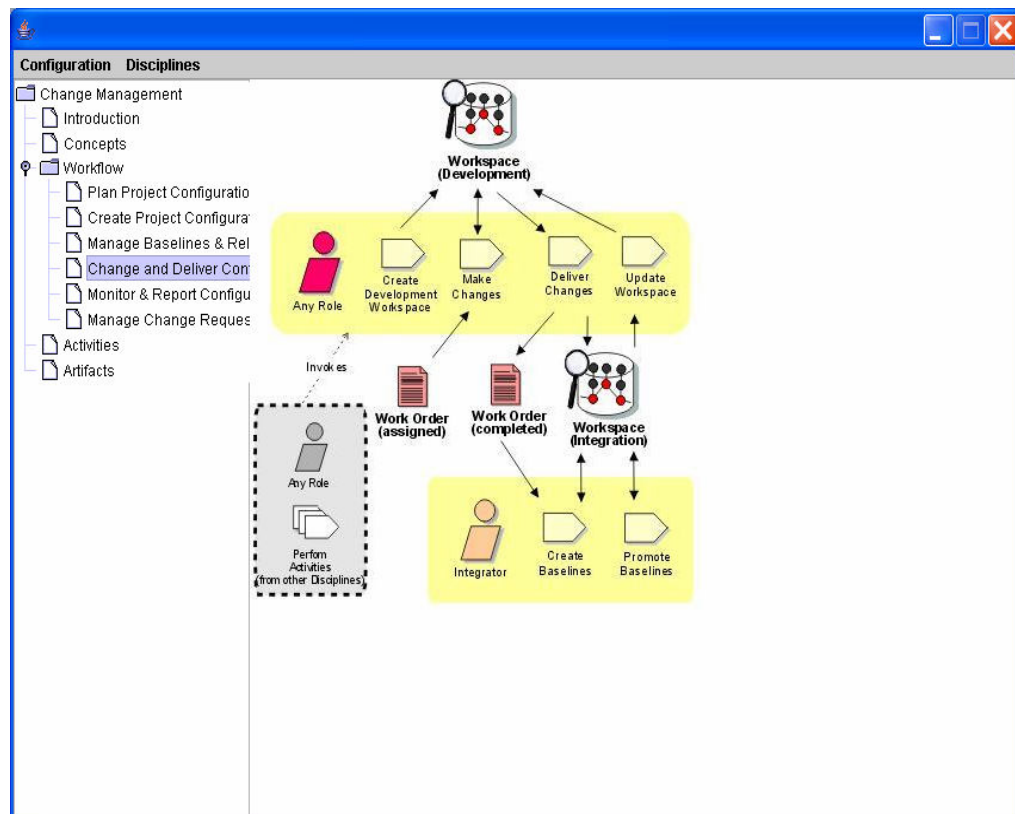 Configuration Disciplines
Change Management
Introduction
Concepts
Workflow
Plan Project Configuratio
Create Project Configura
Manage Baselines & Rel
Change and Deliver Con
Monitor & Report Configu
Manage Change Reques
Activities
Artifacts
Workspace
(Development)
Any Role
Create
Development
Workspace
Make
Changes
Deliver
Changes
Update
Workspace
Invokes
Work Order
(assigned)
Work Order
(completed)
Workspace
(Integration)
Any Role
Perform
Activities
(from other Disciplines)
Integrator
Create
Baselines
Promote
Baselines